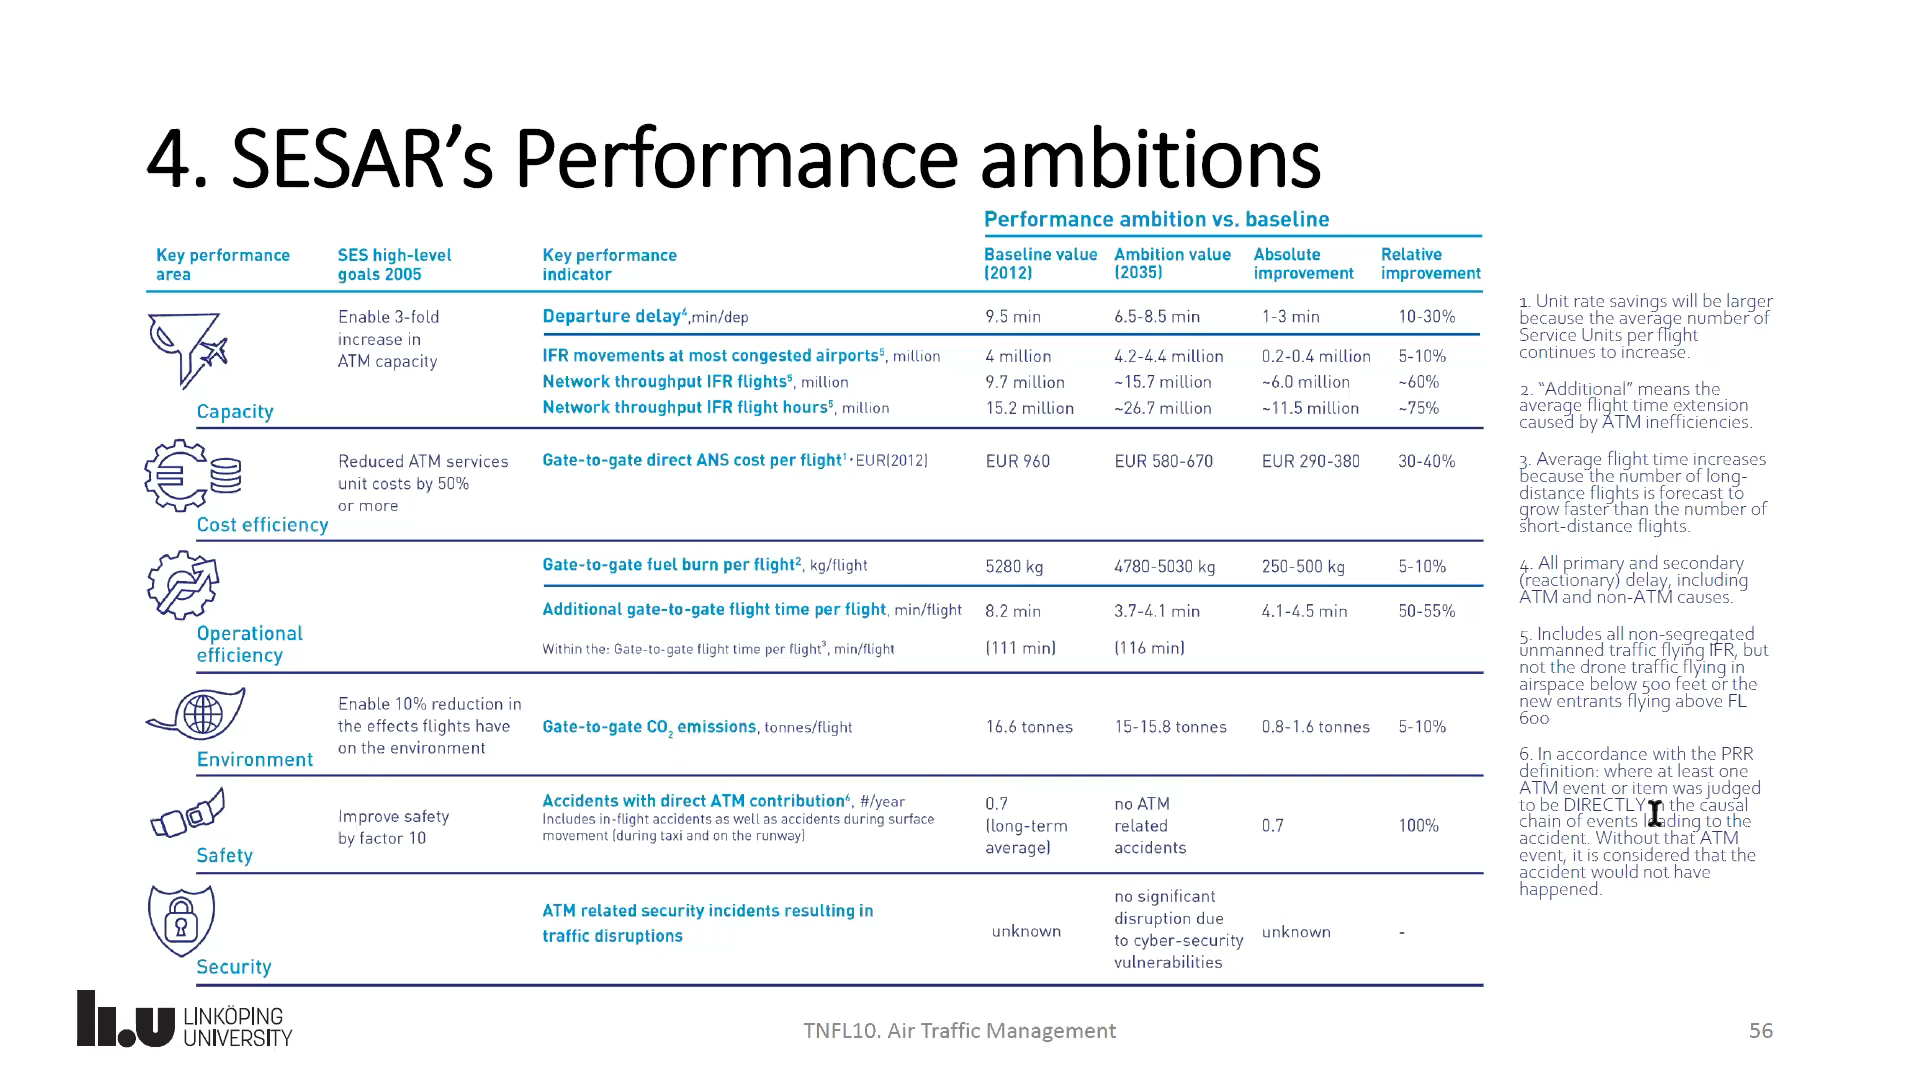 4. SESAR’s Performance ambitions
Performance ambition vs. baseline
Key performance area
SES high-level goals 2005
Key performance indicator
Baseline value (2012)
Ambition value (2035)
Absolute improvement
Relative improvement
Capacity
Enable 3-fold
increase in
ATM capacity
Departure delay⁴,min/dep 9.5 min 6.5-8.5 min 1-3 min 10-30%
IFR movements at most congested airports⁵, million 4 million 4.2-4.4 million 0.2-0.4 million 5-10%
Network throughput IFR flights⁵, million 9.7 million ~15.7 million ~6.0 million ~60%
Network throughput IFR flight hours⁵, million 15.2 million ~26.7 million ~11.5 million ~75%
Cost efficiency
Reduced ATM services
unit costs by 50%
or more
Gate-to-gate direct ANS cost per flight¹·EUR(2012) EUR 960 EUR 580-670 EUR 290-380 30-40%
Operational
efficiency
Gate-to-gate fuel burn per flight², kg/flight 5280 kg 4780-5030 kg 250-500 kg 5-10%
Additional gate-to-gate flight time per flight, min/flight 8.2 min 3.7-4.1 min 4.1-4.5 min 50-55%
Within the: Gate-to-gate flight time per flight³, min/flight (111 min) (116 min)
Environment
Enable 10% reduction in
the effects flights have
on the environment
Gate-to-gate CO₂ emissions, tonnes/flight 16.6 tonnes 15-15.8 tonnes 0.8-1.6 tonnes 5-10%
Safety
Improve safety
by factor 10
Accidents with direct ATM contribution⁶, #/year
Includes in-flight accidents as well as accidents during surface
movement (during taxi and on the runway)
0.7
(long-term
average)
no ATM
related
accidents
0.7
100%
Security
ATM related security incidents resulting in
traffic disruptions
unknown
no significant
disruption due
to cyber-security
vulnerabilities
unknown
-
1. Unit rate savings will be larger
because the average number of
Service Units per flight
continues to increase.
2. “Additional” means the
average flight time extension
caused by ATM inefficiencies.
3. Average flight time increases
because the number of long-
distance flights is forecast to
grow faster than the number of
short-distance flights.
4. All primary and secondary
(reactionary) delay, including
ATM and non-ATM causes.
5. Includes all non-segregated
unmanned traffic flying IFR, but
not the drone traffic flying in
airspace below 500 feet or the
new entrants flying above FL
600
6. In accordance with the PRR
definition: where at least one
ATM event or item was judged
to be DIRECTLY in the causal
chain of events leading to the
accident. Without that ATM
event, it is considered that the
accident would not have
happened.
li.u LINKÖPING
UNIVERSITY
TNFL10. Air Traffic Management
56